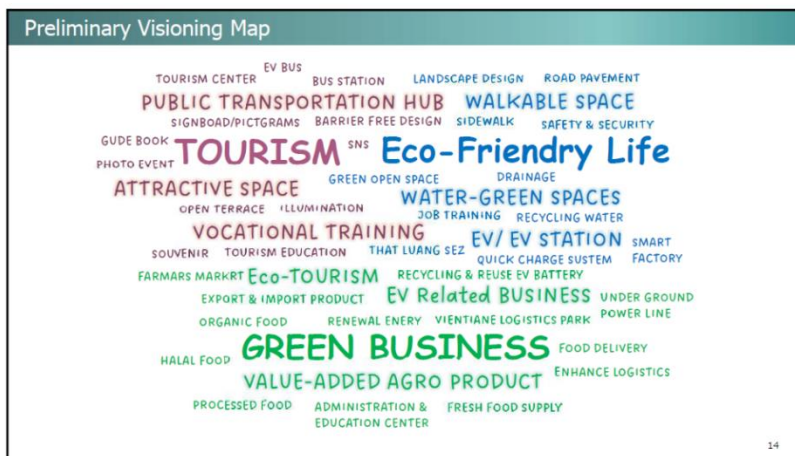 Preliminary Visioning Map
EV BUS
TOURISM CENTER BUS STATION LANDSCAPE DESIGN ROAD PAVEMENT
PUBLIC TRANSPORTATION HUB WALKABLE SPACE
SIGNBOAD/PICTGRAMS BARRIER FREE DESIGN SIDEWALK SAFETY & SECURITY
GUDE BOOK TOURISM SNS Eco-Friendry Life
PHOTO EVENT
GREEN OPEN SPACE DRAINAGE
ATTRACTIVE SPACE WATER-GREEN SPACES
OPEN TERRACE ILLUMINATION JOB TRAINING RECYCLING WATER
VOCATIONAL TRAINING EV/ EV STATION SMART
SOUVENIR TOURISM EDUCATION THAT LUANG SEZ QUICK CHARGE SUSTEM FACTORY
FARMARS MARKRT Eco-TOURISM RECYCLING & REUSE EV BATTERY
EXPORT & IMPORT PRODUCT EV Related BUSINESS UNDER GROUND
ORGANIC FOOD RENEWAL ENERY VIENTIANE LOGISTICS PARK POWER LINE
HALAL FOOD GREEN BUSINESS FOOD DELIVERY
VALUE-ADDED AGRO PRODUCT ENHANCE LOGISTICS
PROCESSED FOOD ADMINISTRATION & FRESH FOOD SUPPLY
EDUCATION CENTER
14